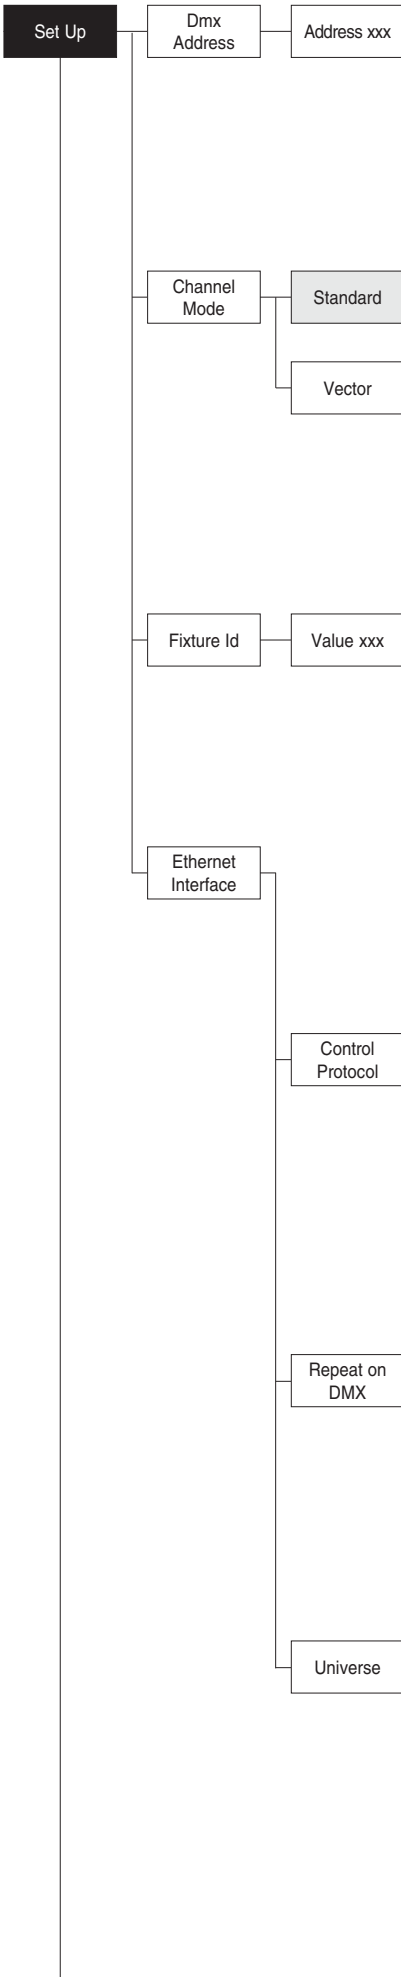 Set Up
Dmx
Address
Address xxx
Channel
Mode
Standard
Vector
Fixture Id
Value xxx
Ethernet
Interface
Control
Protocol
Repeat on
DMX
Universe